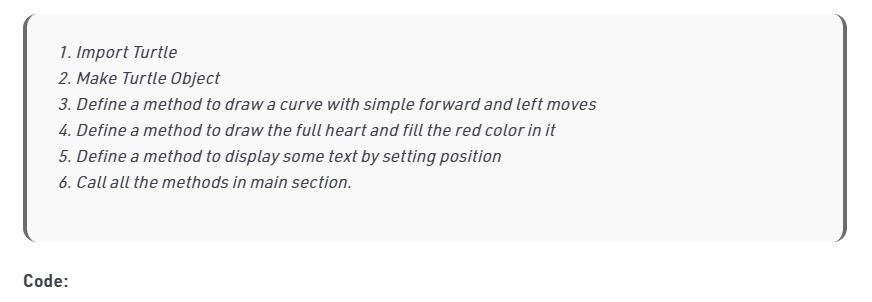 1. Import Turtle
2. Make Turtle Object
3. Define a method to draw a curve with simple forward and left moves
4. Define a method to draw the full heart and fill the red color in it
5. Define a method to display some text by setting position
6. Call all the methods in main section.
Code: